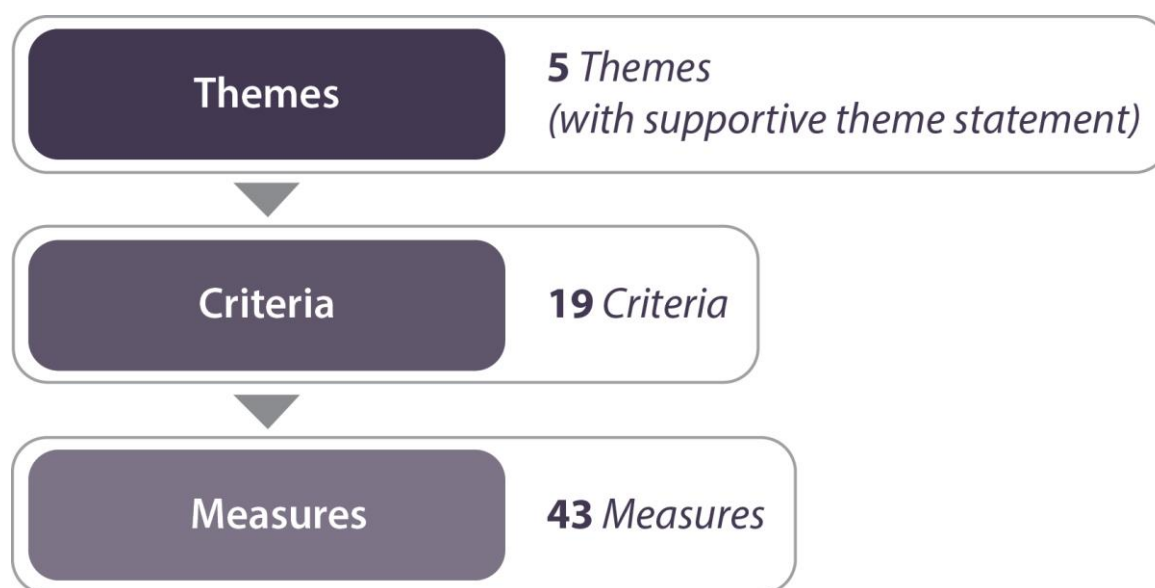 Themes
5 Themes
(with supportive theme statement)
Criteria
19 Criteria
Measures
43 Measures